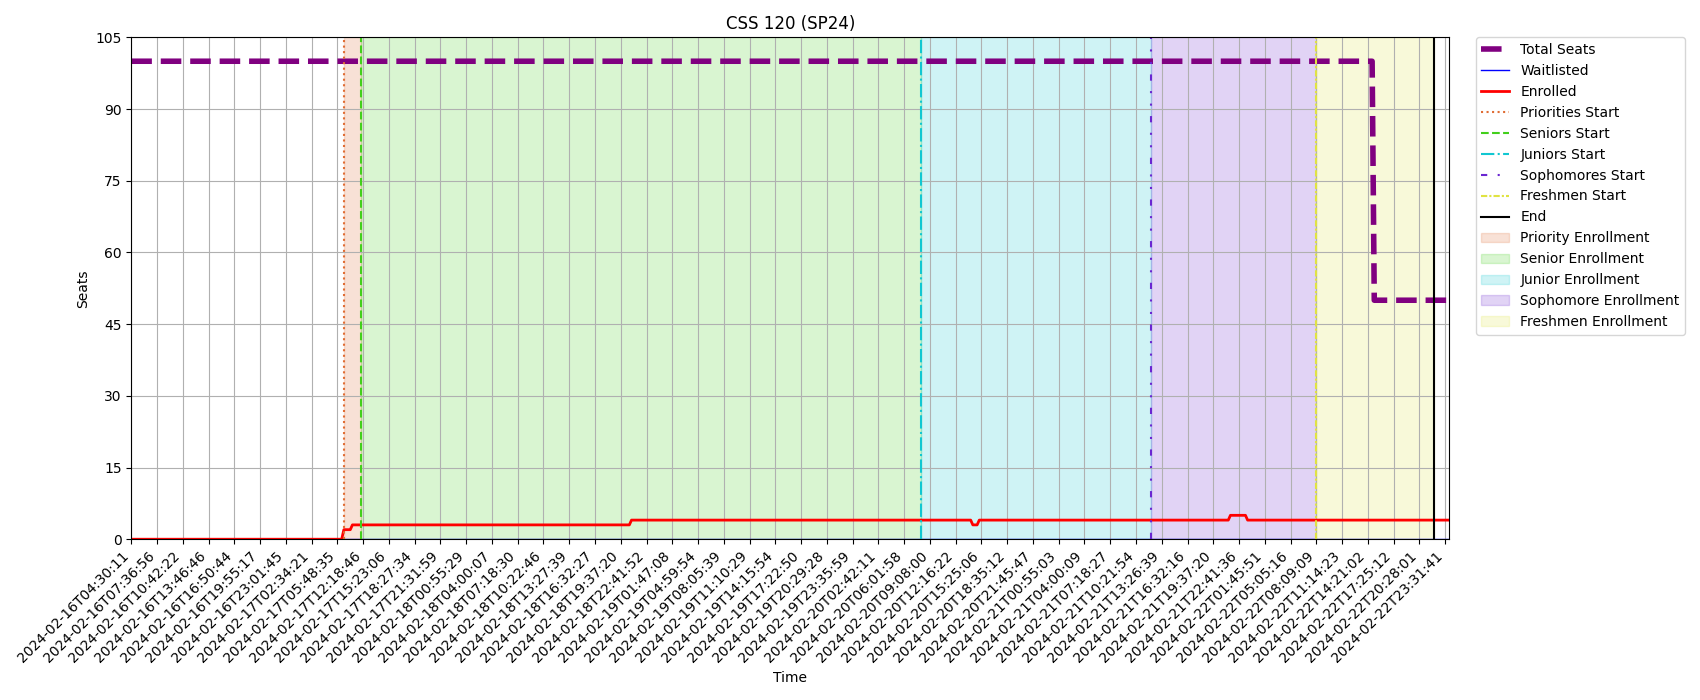 CSS 120 (SP24)
105
90
75
60
45
30
15
0
Seats
2024-02-16T04:30:11
2024-02-16T07:36:56
2024-02-16T10:42:22
2024-02-16T13:46:46
2024-02-16T16:50:44
2024-02-16T19:55:17
2024-02-16T23:01:45
2024-02-17T02:34:21
2024-02-17T05:48:35
2024-02-17T12:18:46
2024-02-17T15:23:06
2024-02-17T18:27:34
2024-02-17T21:31:59
2024-02-18T00:55:29
2024-02-18T04:00:07
2024-02-18T07:18:30
2024-02-18T10:22:46
2024-02-18T13:27:39
2024-02-18T16:32:27
2024-02-18T19:37:20
2024-02-18T22:41:52
2024-02-19T01:47:08
2024-02-19T04:59:54
2024-02-19T08:05:39
2024-02-19T11:10:29
2024-02-19T14:15:54
2024-02-19T17:22:50
2024-02-19T20:29:28
2024-02-19T23:35:59
2024-02-20T02:42:11
2024-02-20T06:01:58
2024-02-20T09:08:00
2024-02-20T12:16:22
2024-02-20T15:25:06
2024-02-20T18:35:12
2024-02-20T21:45:47
2024-02-21T00:55:03
2024-02-21T04:00:09
2024-02-21T07:18:27
2024-02-21T10:21:54
2024-02-21T13:26:39
2024-02-21T16:32:16
2024-02-21T19:37:20
2024-02-21T22:41:36
2024-02-22T01:45:51
2024-02-22T05:05:16
2024-02-22T08:09:09
2024-02-22T11:14:23
2024-02-22T14:21:02
2024-02-22T17:25:12
2024-02-22T20:28:01
2024-02-22T23:31:41
Time
Total Seats
Waitlisted
Enrolled
Priorities Start
Seniors Start
Juniors Start
Sophomores Start
Freshmen Start
End
Priority Enrollment
Senior Enrollment
Junior Enrollment
Sophomore Enrollment
Freshmen Enrollment